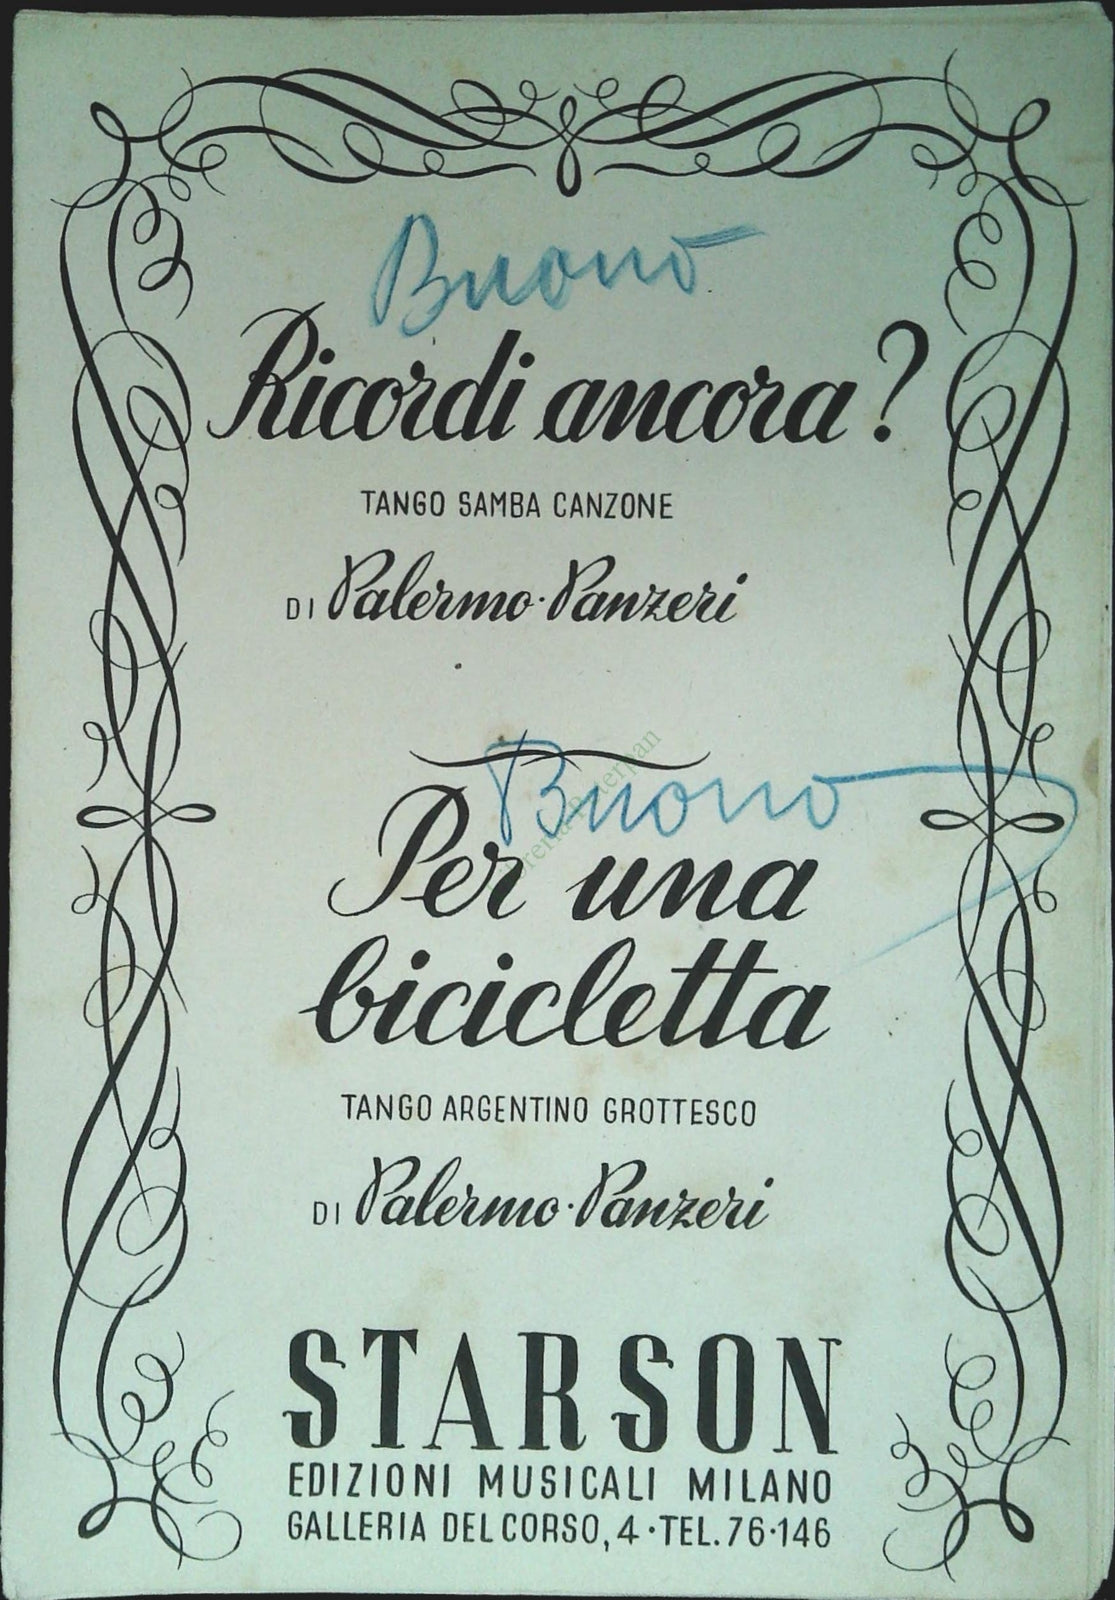 Buono
Ricordi ancora?
TANGO SAMBA CANZONE
DI Palermo·Panzeri
Buono
Per una
bicicletta
TANGO ARGENTINO GROTTESCO
DI Palermo·Panzeri
STARSON
EDIZIONI MUSICALI MILANO
GALLERIA DEL CORSO, 4·TEL. 76·146